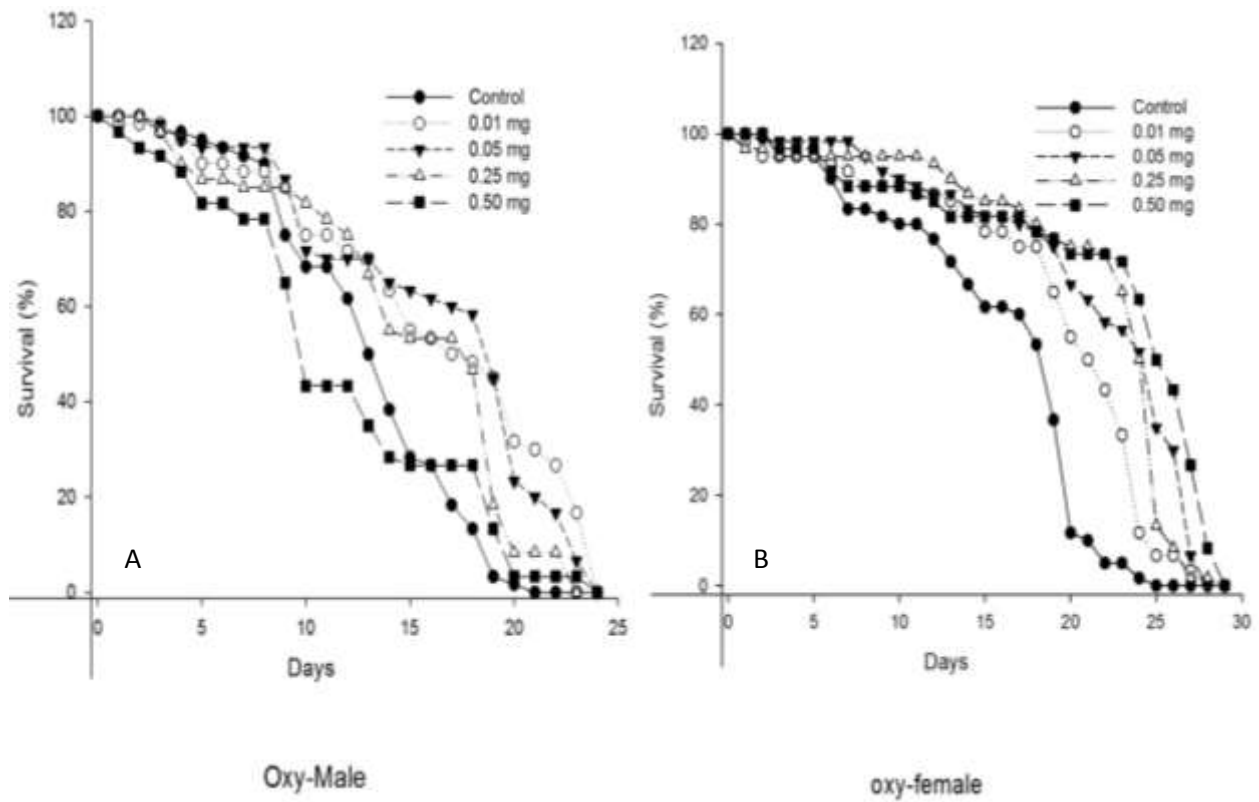 120
100
80
60
40
20
0
Survival (%)
Control
0.01 mg
0.05 mg
0.25 mg
0.50 mg
A
0 5 10 15 20 25
Days
Oxy-Male
120
100
80
60
40
20
0
Survival (%)
Control
0.01 mg
0.05 mg
0.25 mg
0.50 mg
B
0 5 10 15 20 25 30
Days
oxy-female